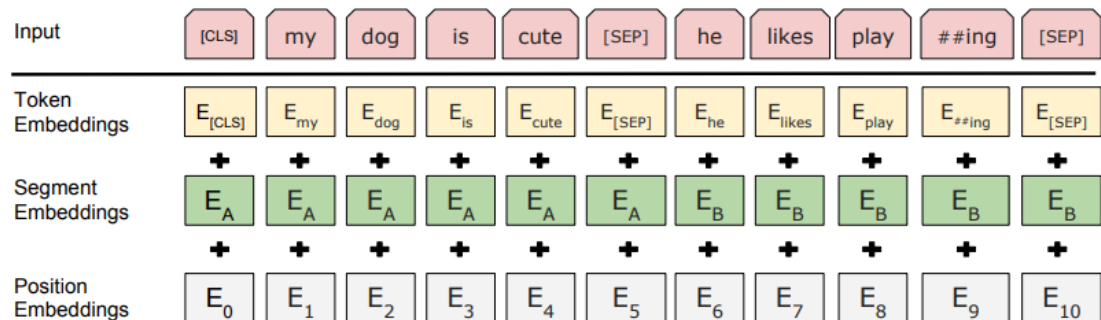 Input [CLS] my dog is cute [SEP] he likes play ##ing [SEP]
Token Embeddings E[CLS] Emy Edog Eis Ecute E[SEP] Ehe Elikes Eplay E##ing E[SEP]
+ + + + + + + + + + +
Segment Embeddings EA EA EA EA EA EA EB EB EB EB EB
+ + + + + + + + + + +
Position Embeddings E0 E1 E2 E3 E4 E5 E6 E7 E8 E9 E10